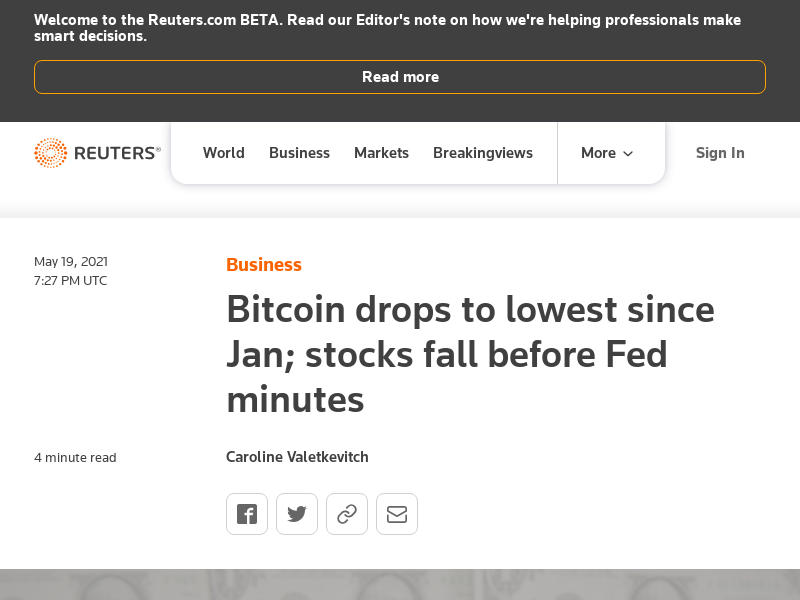 Welcome to the Reuters.com BETA. Read our Editor's note on how we're helping professionals make
smart decisions.
Read more
REUTERS®
World
Business
Markets
Breakingviews
More
Sign In
May 19, 2021
7:27 PM UTC
Business
Bitcoin drops to lowest since
Jan; stocks fall before Fed
minutes
4 minute read
Caroline Valetkevitch